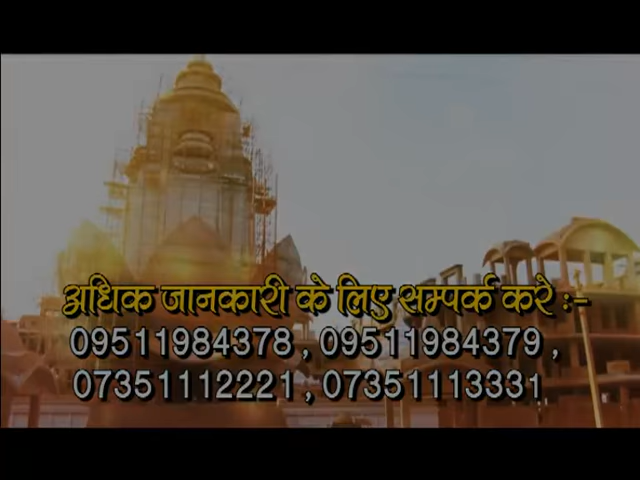 अधिक जानकारी के लिए सम्पर्क करे :-
09511984378 , 09511984379 ,
07351112221 , 07351113331